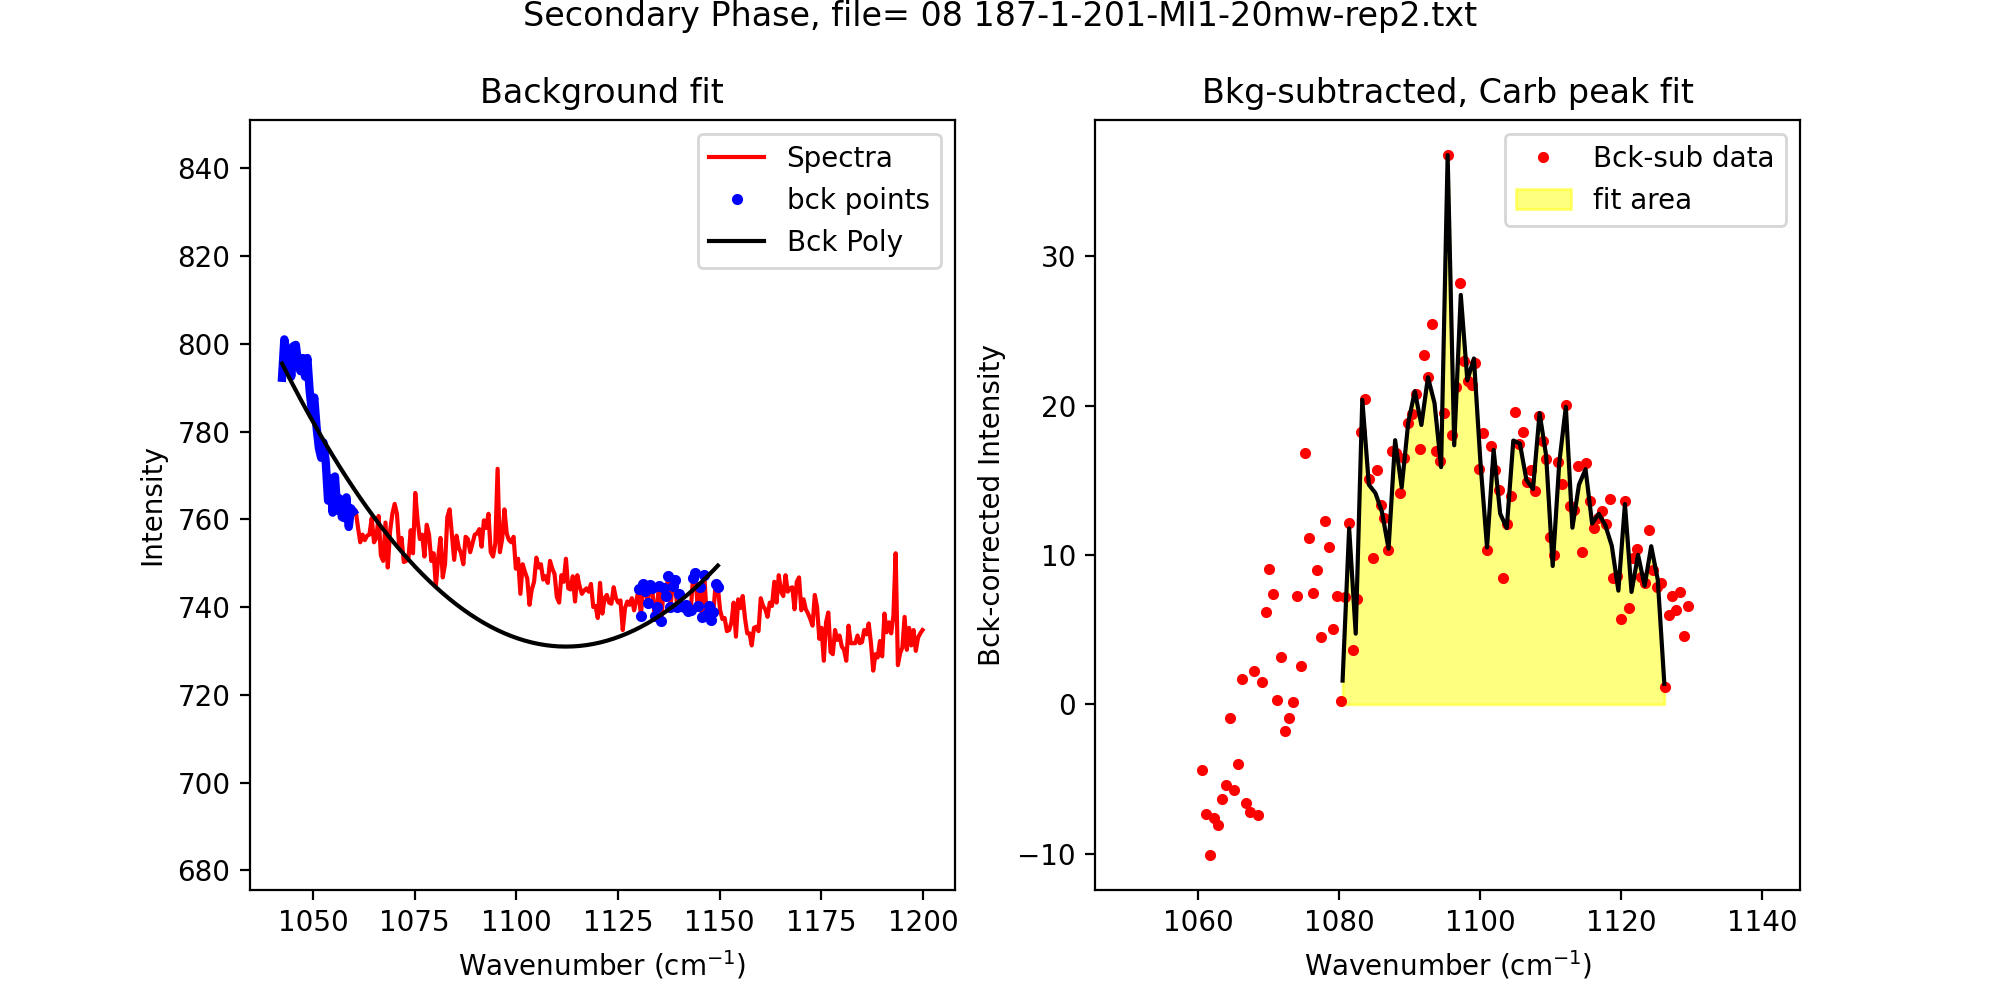 Secondary Phase, file= 08 187-1-201-MI1-20mw-rep2.txt
Background fit
Spectra
bck points
Bck Poly
Intensity
840
820
800
780
760
740
720
700
680
1050 1075 1100 1125 1150 1175 1200
Wavenumber (cm⁻¹)
Bkg-subtracted, Carb peak fit
Bck-sub data
fit area
Bck-corrected Intensity
30
20
10
0
−10
1060 1080 1100 1120 1140
Wavenumber (cm⁻¹)